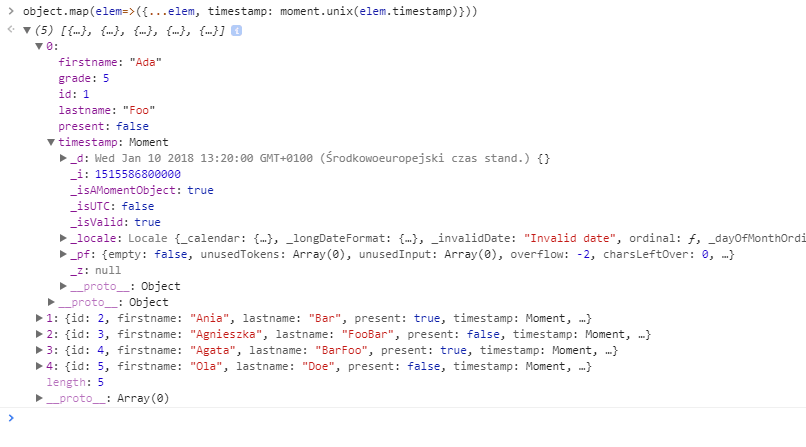 > object.map(elem=>({...elem, timestamp: moment.unix(elem.timestamp)}))
(5) [{…}, {…}, {…}, {…}, {…}] i
0:
firstname: "Ada"
grade: 5
id: 1
lastname: "Foo"
present: false
timestamp: Moment
_d: Wed Jan 10 2018 13:20:00 GMT+0100 (Środkowoeuropejski czas stand.) {}
_i: 1515586800000
_isAMomentObject: true
_isUTC: false
_isValid: true
_locale: Locale {_calendar: {…}, _longDateFormat: {…}, _invalidDate: "Invalid date", ordinal: ƒ, _dayOfMonthOrdi
_pf: {empty: false, unusedTokens: Array(0), unusedInput: Array(0), overflow: -2, charsLeftOver: 0, …}
_z: null
__proto__: Object
__proto__: Object
1: {id: 2, firstname: "Ania", lastname: "Bar", present: true, timestamp: Moment, …}
2: {id: 3, firstname: "Agnieszka", lastname: "FooBar", present: false, timestamp: Moment, …}
3: {id: 4, firstname: "Agata", lastname: "BarFoo", present: true, timestamp: Moment, …}
4: {id: 5, firstname: "Ola", lastname: "Doe", present: false, timestamp: Moment, …}
length: 5
__proto__: Array(0)
>